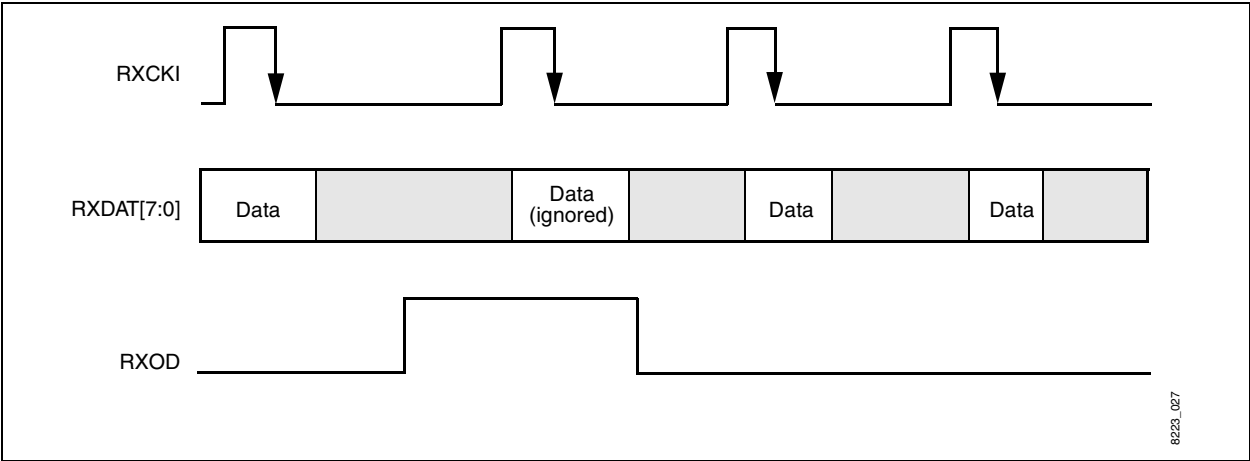 RXCKI
RXDAT[7:0]
Data
Data
(ignored)
Data
Data
RXOD
8223_027